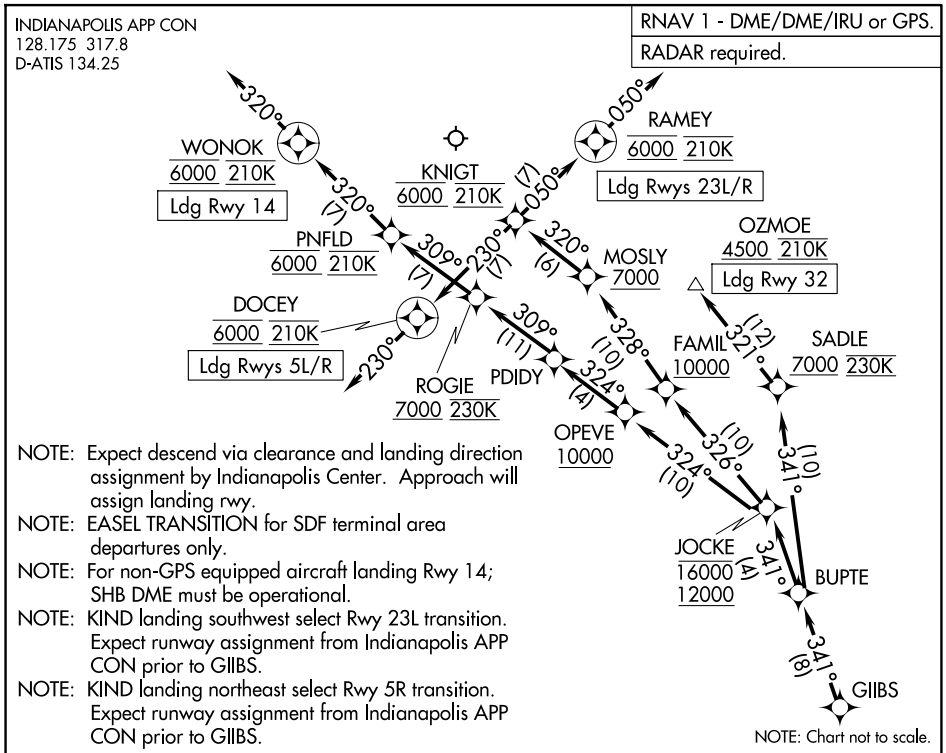 INDIANAPOLIS APP CON
128.175 317.8
D-ATIS 134.25
RNAV 1 - DME/DME/IRU or GPS.
RADAR required.
320°
WONOK
6000 210K
Ldg Rwy 14
320°
(7)
KNIGT
6000 210K
(7)
050°
050°
RAMEY
6000 210K
Ldg Rwys 23L/R
PNFLD
6000 210K
309°
(7)
230°
(7)
320°
(6)
MOSLY
7000
OZMOE
4500 210K
Ldg Rwy 32
DOCEY
6000 210K
Ldg Rwys 5L/R
230°
ROGIE
7000 230K
309°
(11)
PDIDY
324°
(4)
OPEVE
10000
328°
(10)
FAMIL
10000
(12)
321°
SADLE
7000 230K
324°
(10)
(10)
326°
(10)
341°
JOCKE
16000
12000
341°
(4)
BUPTE
341°
(8)
GIIBS
NOTE: Expect descend via clearance and landing direction
assignment by Indianapolis Center. Approach will
assign landing rwy.
NOTE: EASEL TRANSITION for SDF terminal area
departures only.
NOTE: For non-GPS equipped aircraft landing Rwy 14;
SHB DME must be operational.
NOTE: KIND landing southwest select Rwy 23L transition.
Expect runway assignment from Indianapolis APP
CON prior to GIIBS.
NOTE: KIND landing northeast select Rwy 5R transition.
Expect runway assignment from Indianapolis APP
CON prior to GIIBS.
NOTE: Chart not to scale.